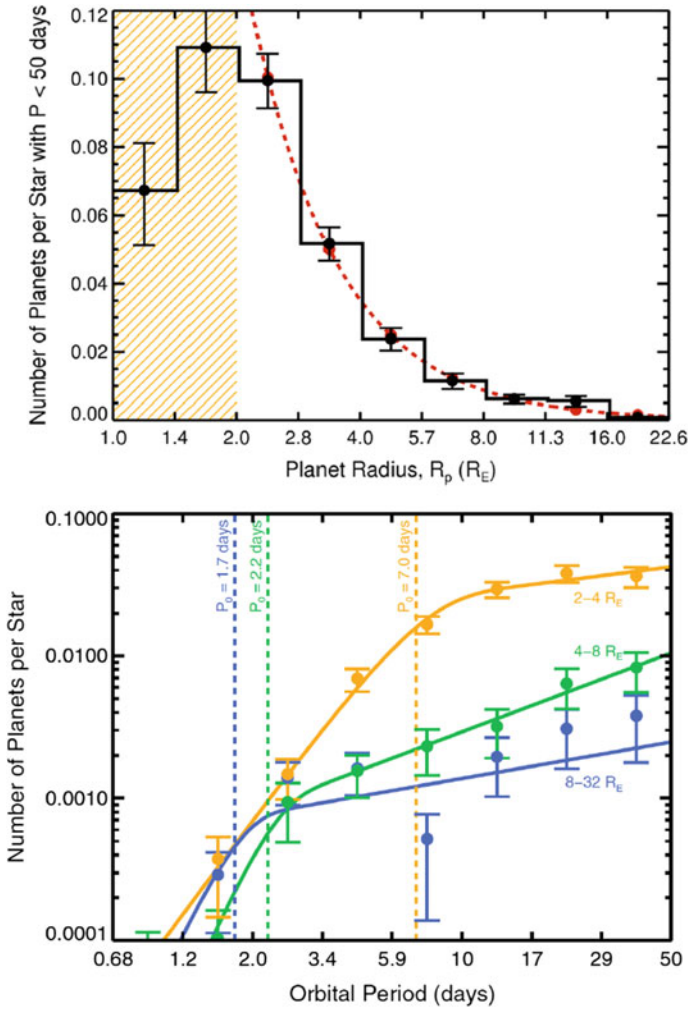 Number of Planets per Star with P < 50 days
0.12
0.10
0.08
0.06
0.04
0.02
0.00
1.0 1.4 2.0 2.8 4.0 5.7 8.0 11.3 16.0 22.6
Planet Radius, Rp (RE)
Number of Planets per Star
0.1000
0.0100
0.0010
0.0001
P0 = 1.7 days
P0 = 2.2 days
P0 = 7.0 days
2–4 RE
4–8 RE
8–32 RE
0.68 1.2 2.0 3.4 5.9 10 17 29 50
Orbital Period (days)